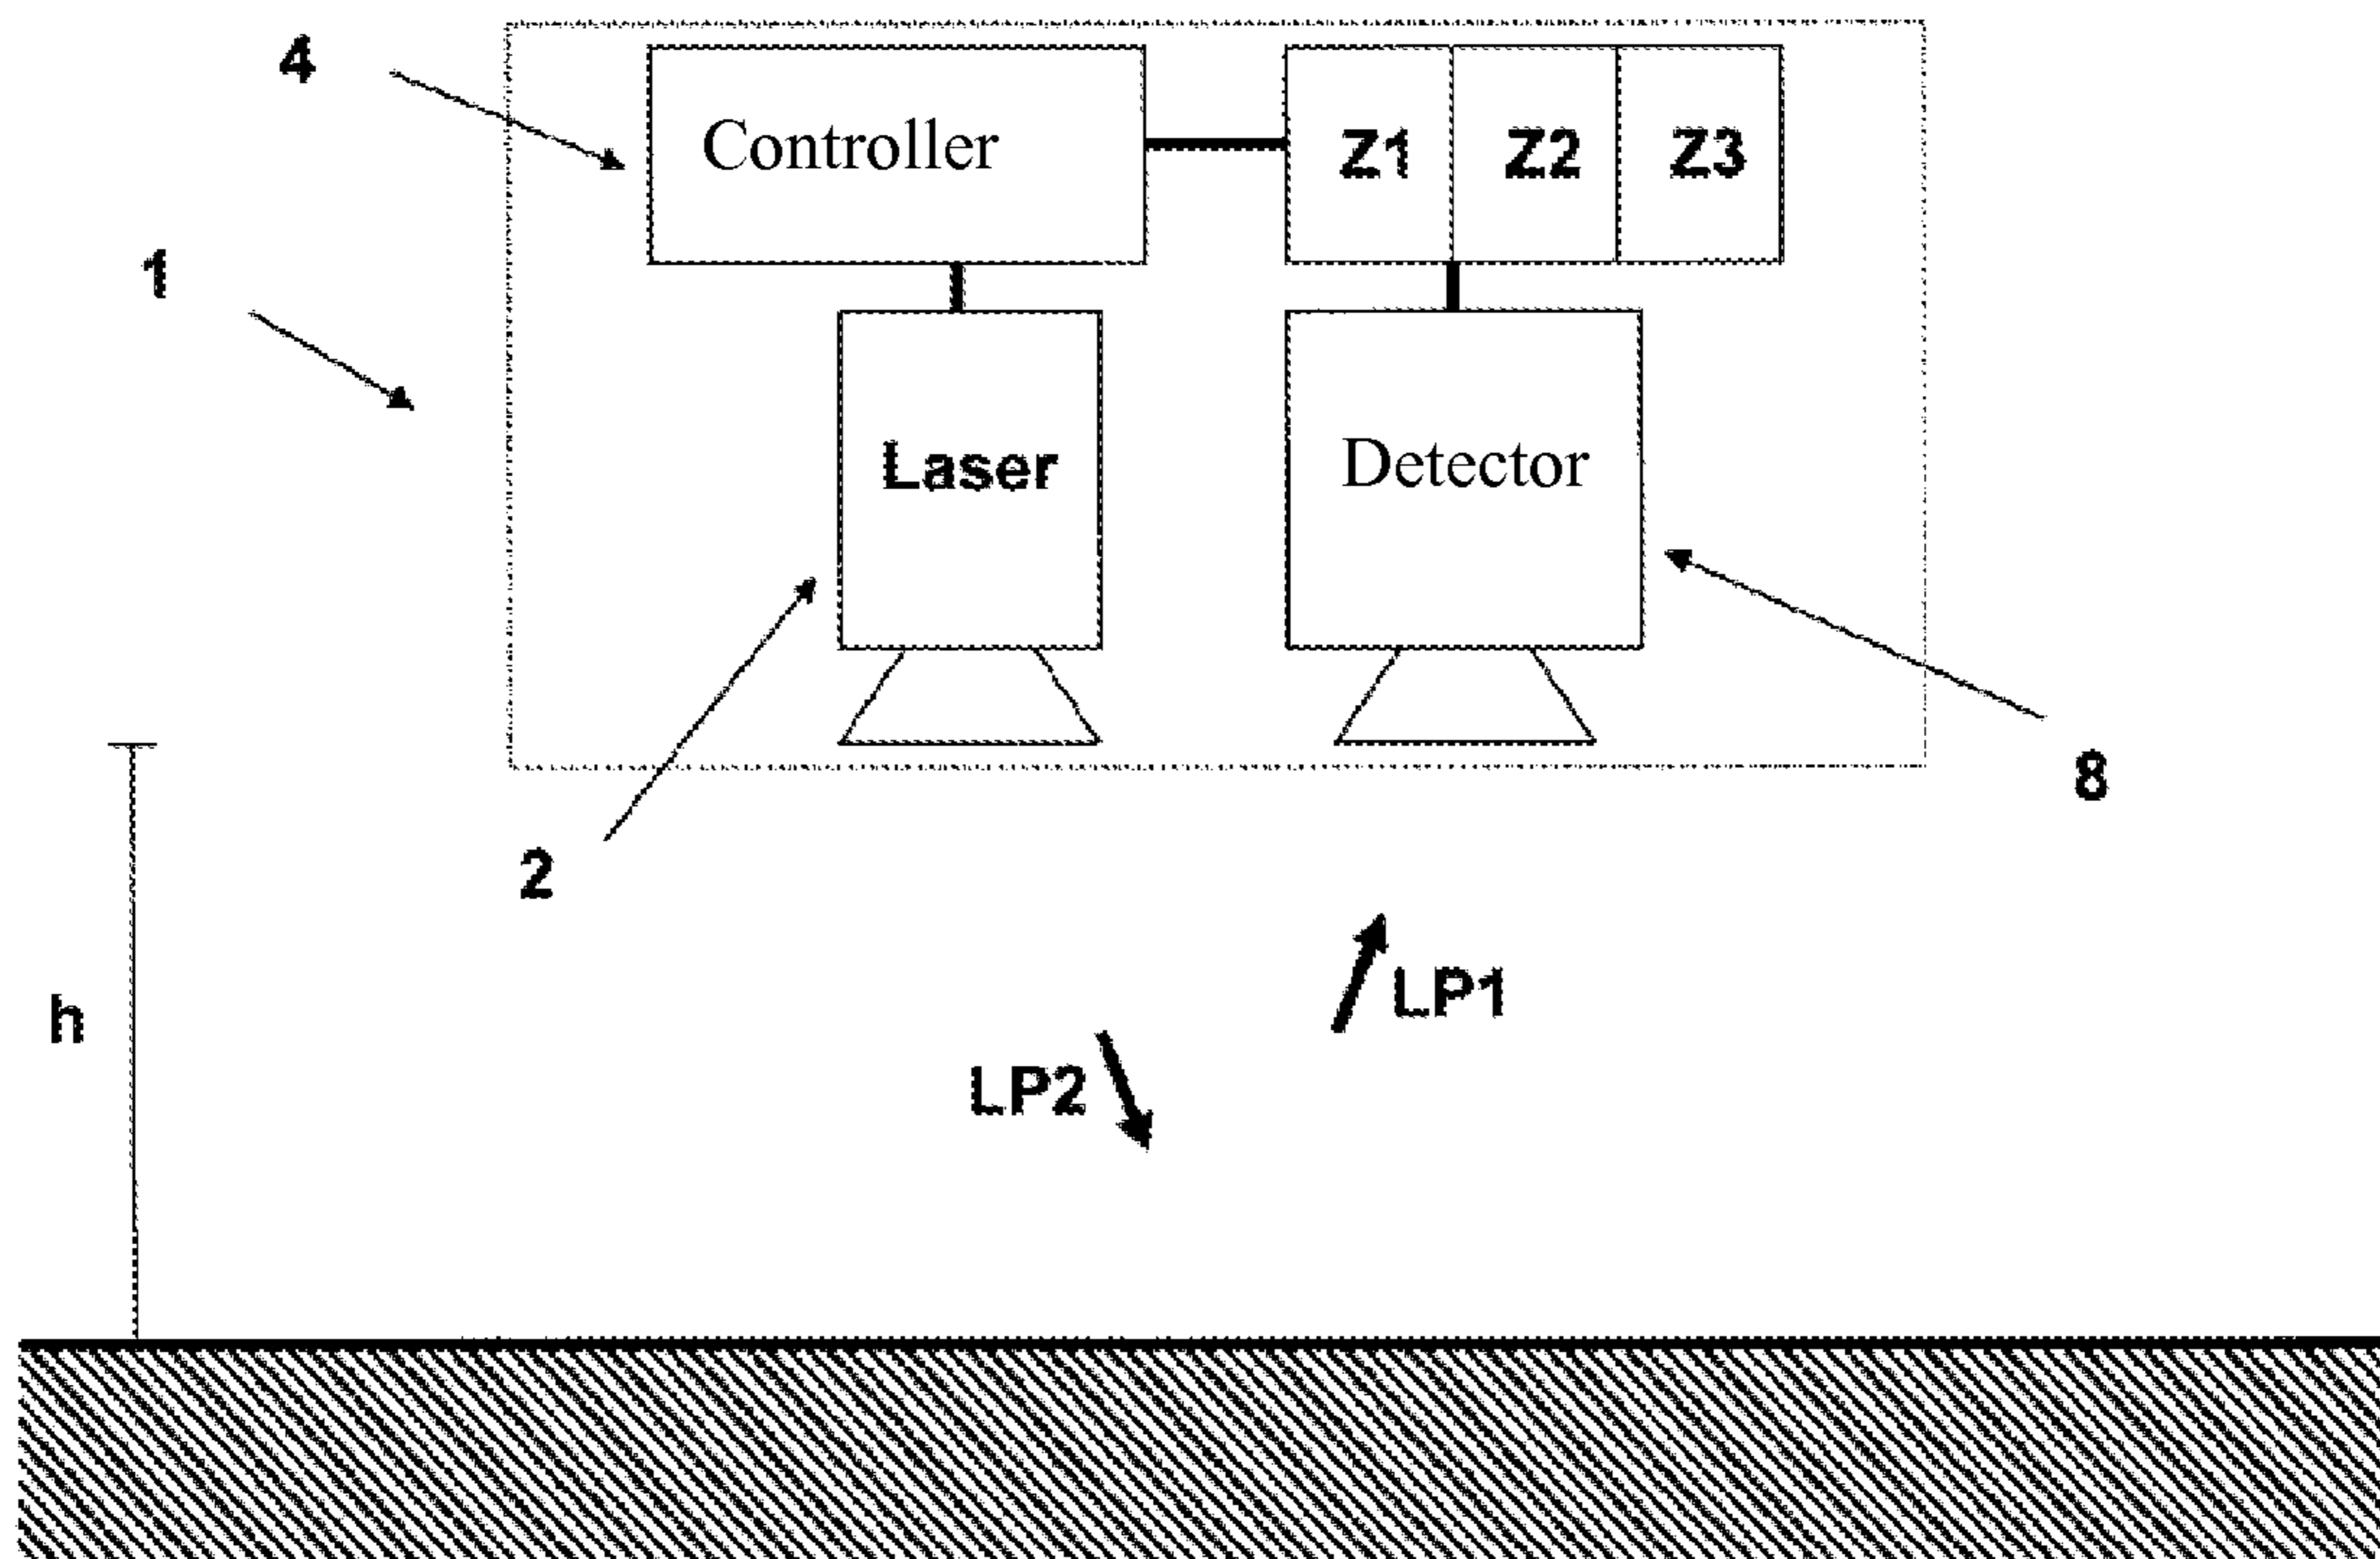 4
Controller
Z1 Z2 Z3
1
Laser
Detector
8
2
h
LP1
LP2